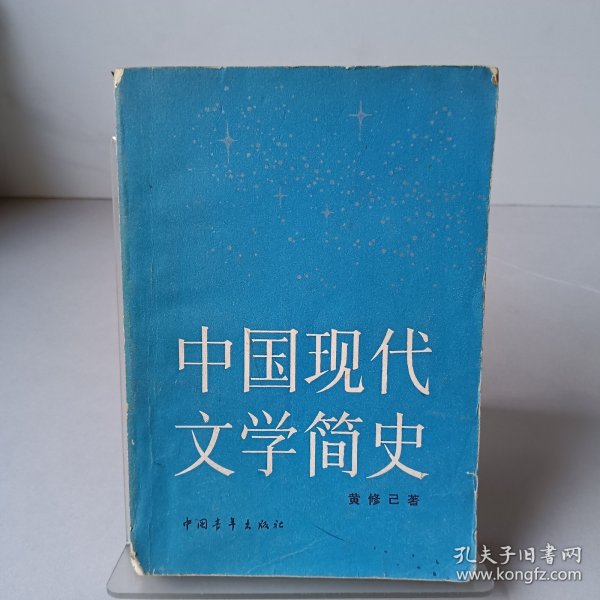 中国现代
文学简史
黄修己著
中国青年出版社
孔夫子旧书网
www.kongfz.com